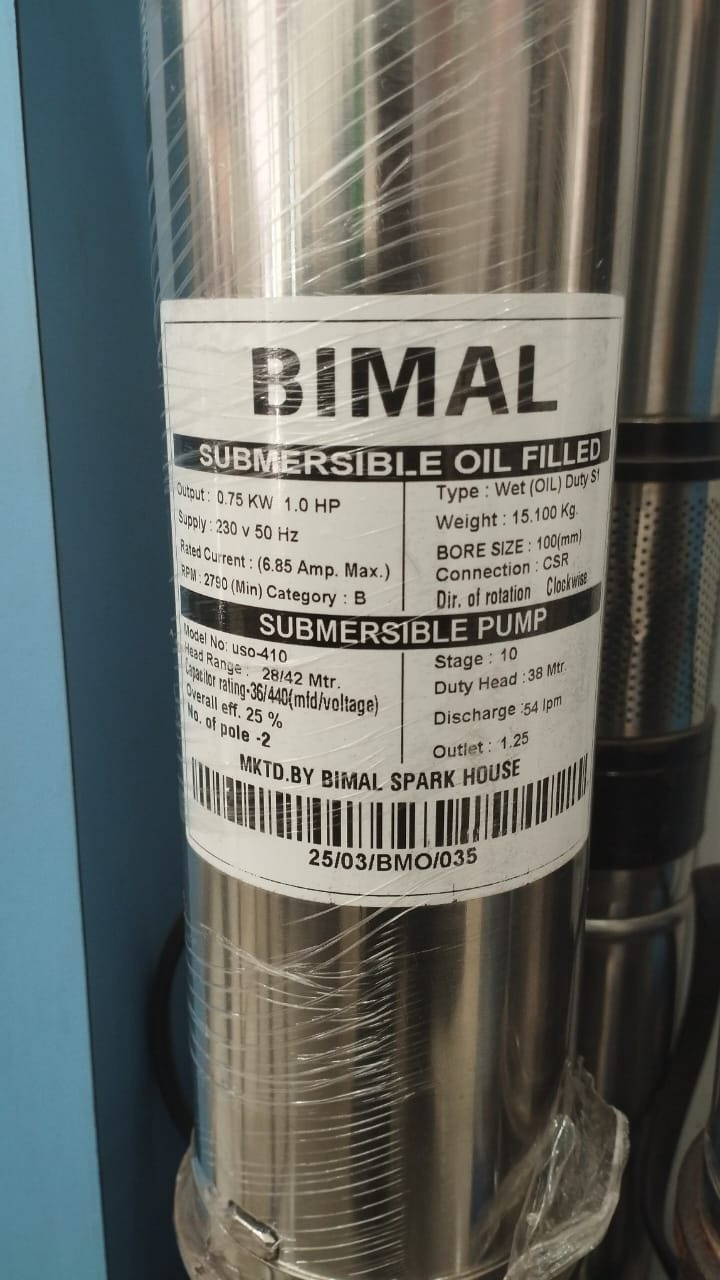 BIMAL
SUBMERSIBLE OIL FILLED
Output : 0.75 KW 1.0 HP
Supply : 230 v 50 Hz
Rated Current : (6.85 Amp. Max.)
RPM : 2790 (Min) Category : B
Type : Wet (OIL) Duty S1
Weight : 15.100 Kg.
BORE SIZE : 100(mm)
Connection : CSR
Dir. of rotation Clockwise
SUBMERSIBLE PUMP
Model No: uso-410
Head Range : 28/42 Mtr.
Capacitor rating-36/440(mfd/voltage)
Overall eff. 25 %
No. of pole -2
Stage : 10
Duty Head :38 Mtr.
Discharge :54 lpm
Outlet : 1.25
MKTD.BY BIMAL SPARK HOUSE
25/03/BMO/035